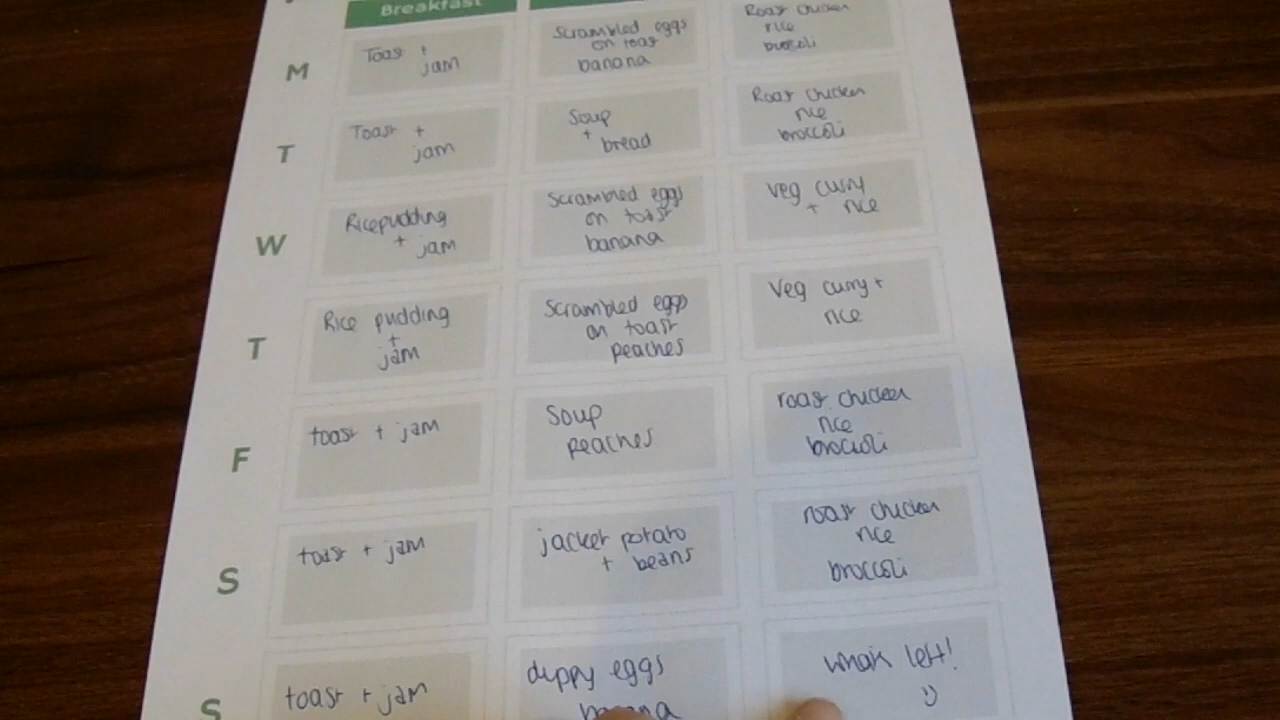 Breakfast
M
Toast +
jam
Scrambled eggs
on toast
banana
Roast chicken
rice
broccoli
T
Toast +
jam
Soup
+ bread
Roast chicken
rice
broccoli
W
Rice pudding
+ jam
Scrambled eggs
on toast
banana
Veg curry
+ rice
T
Rice pudding
+
jam
Scrambled eggs
on toast
peaches
Veg curry +
rice
F
toast + jam
Soup
peaches
roast chicken
rice
broccoli
S
toast + jam
jacket potato
+ beans
roast chicken
rice
broccoli
S
toast + jam
dippy eggs
banana
whats left!
:)